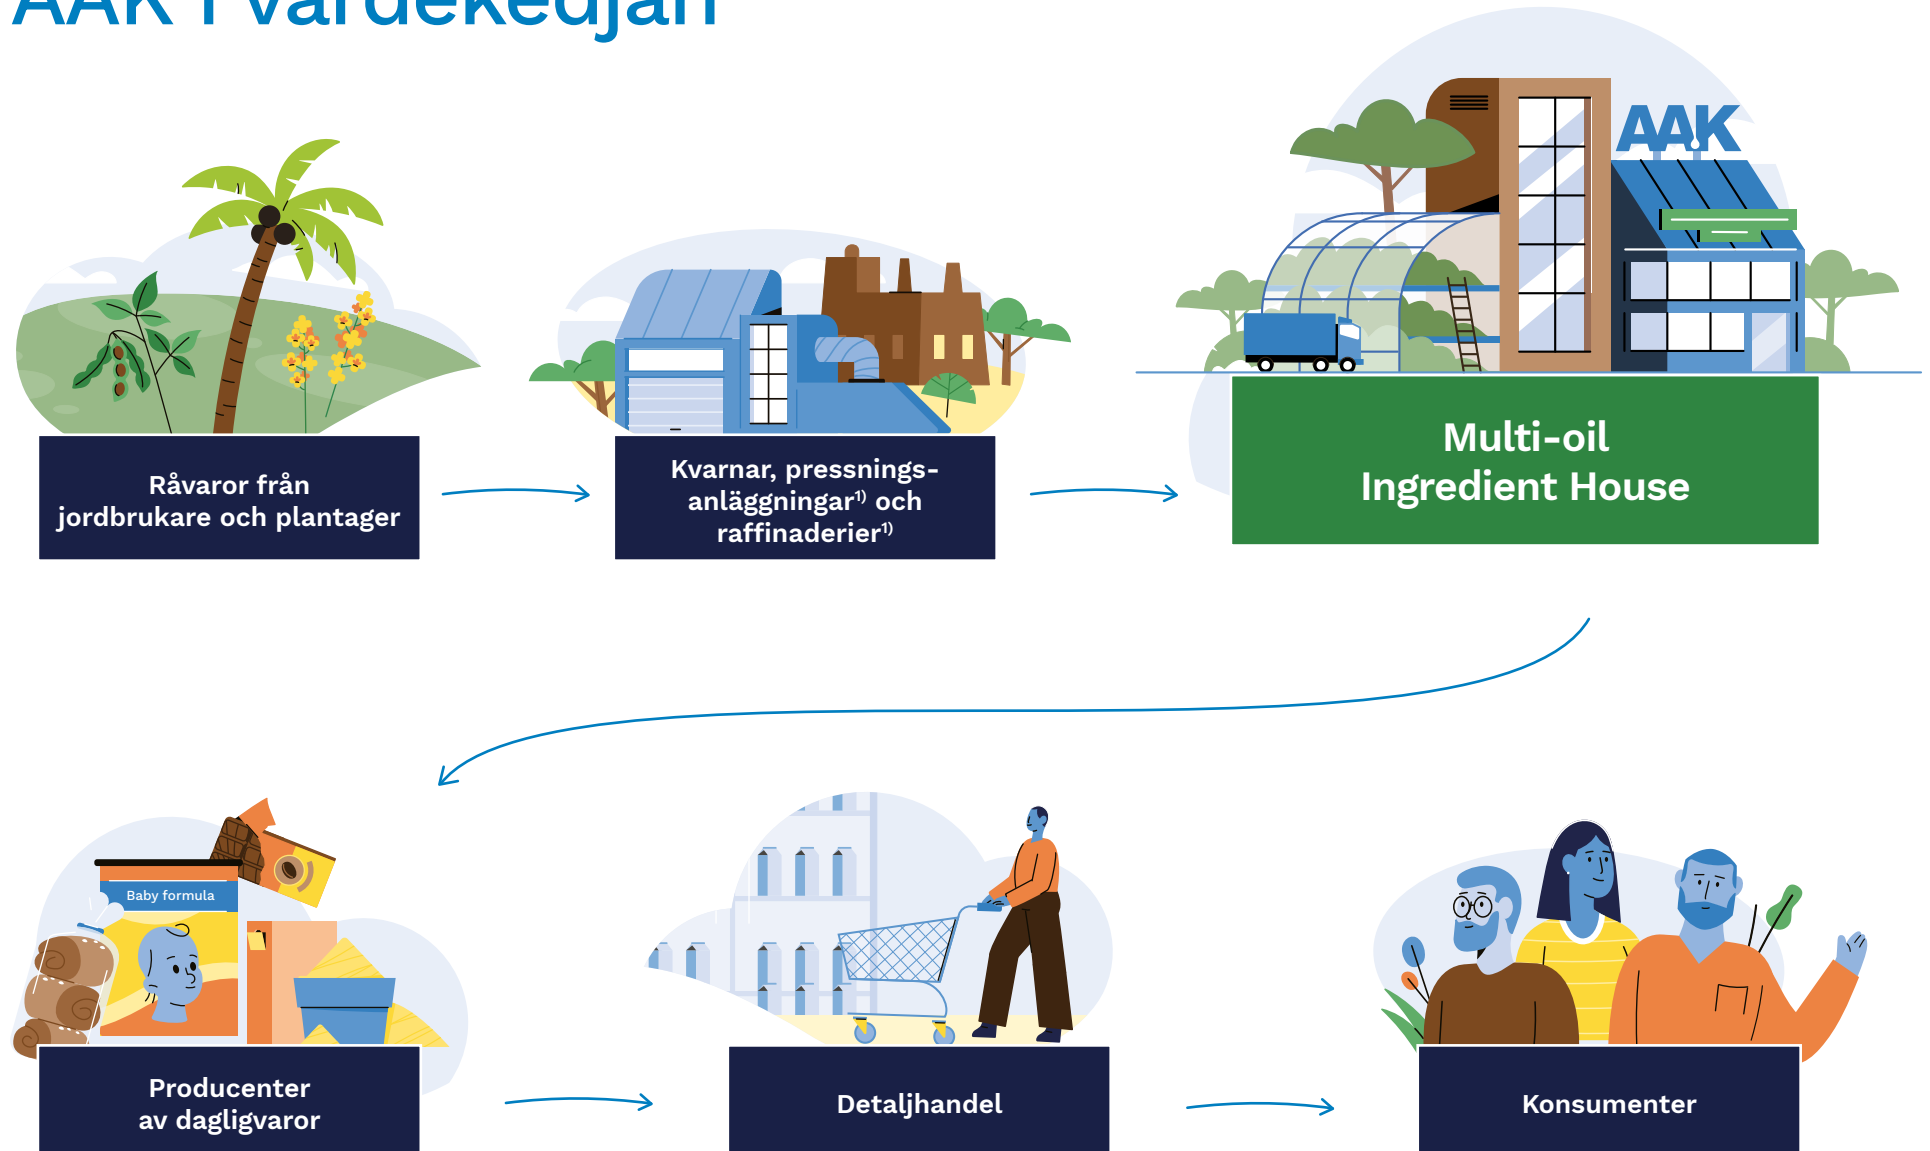 AAK i värdekedjan
AAK
Råvaror från
jordbrukare och plantager
Kvarnar, pressnings-
anläggningar¹⁾ och
raffinaderier¹⁾
Multi-oil
Ingredient House
Baby formula
Producenter
av dagligvaror
Detaljhandel
Konsumenter